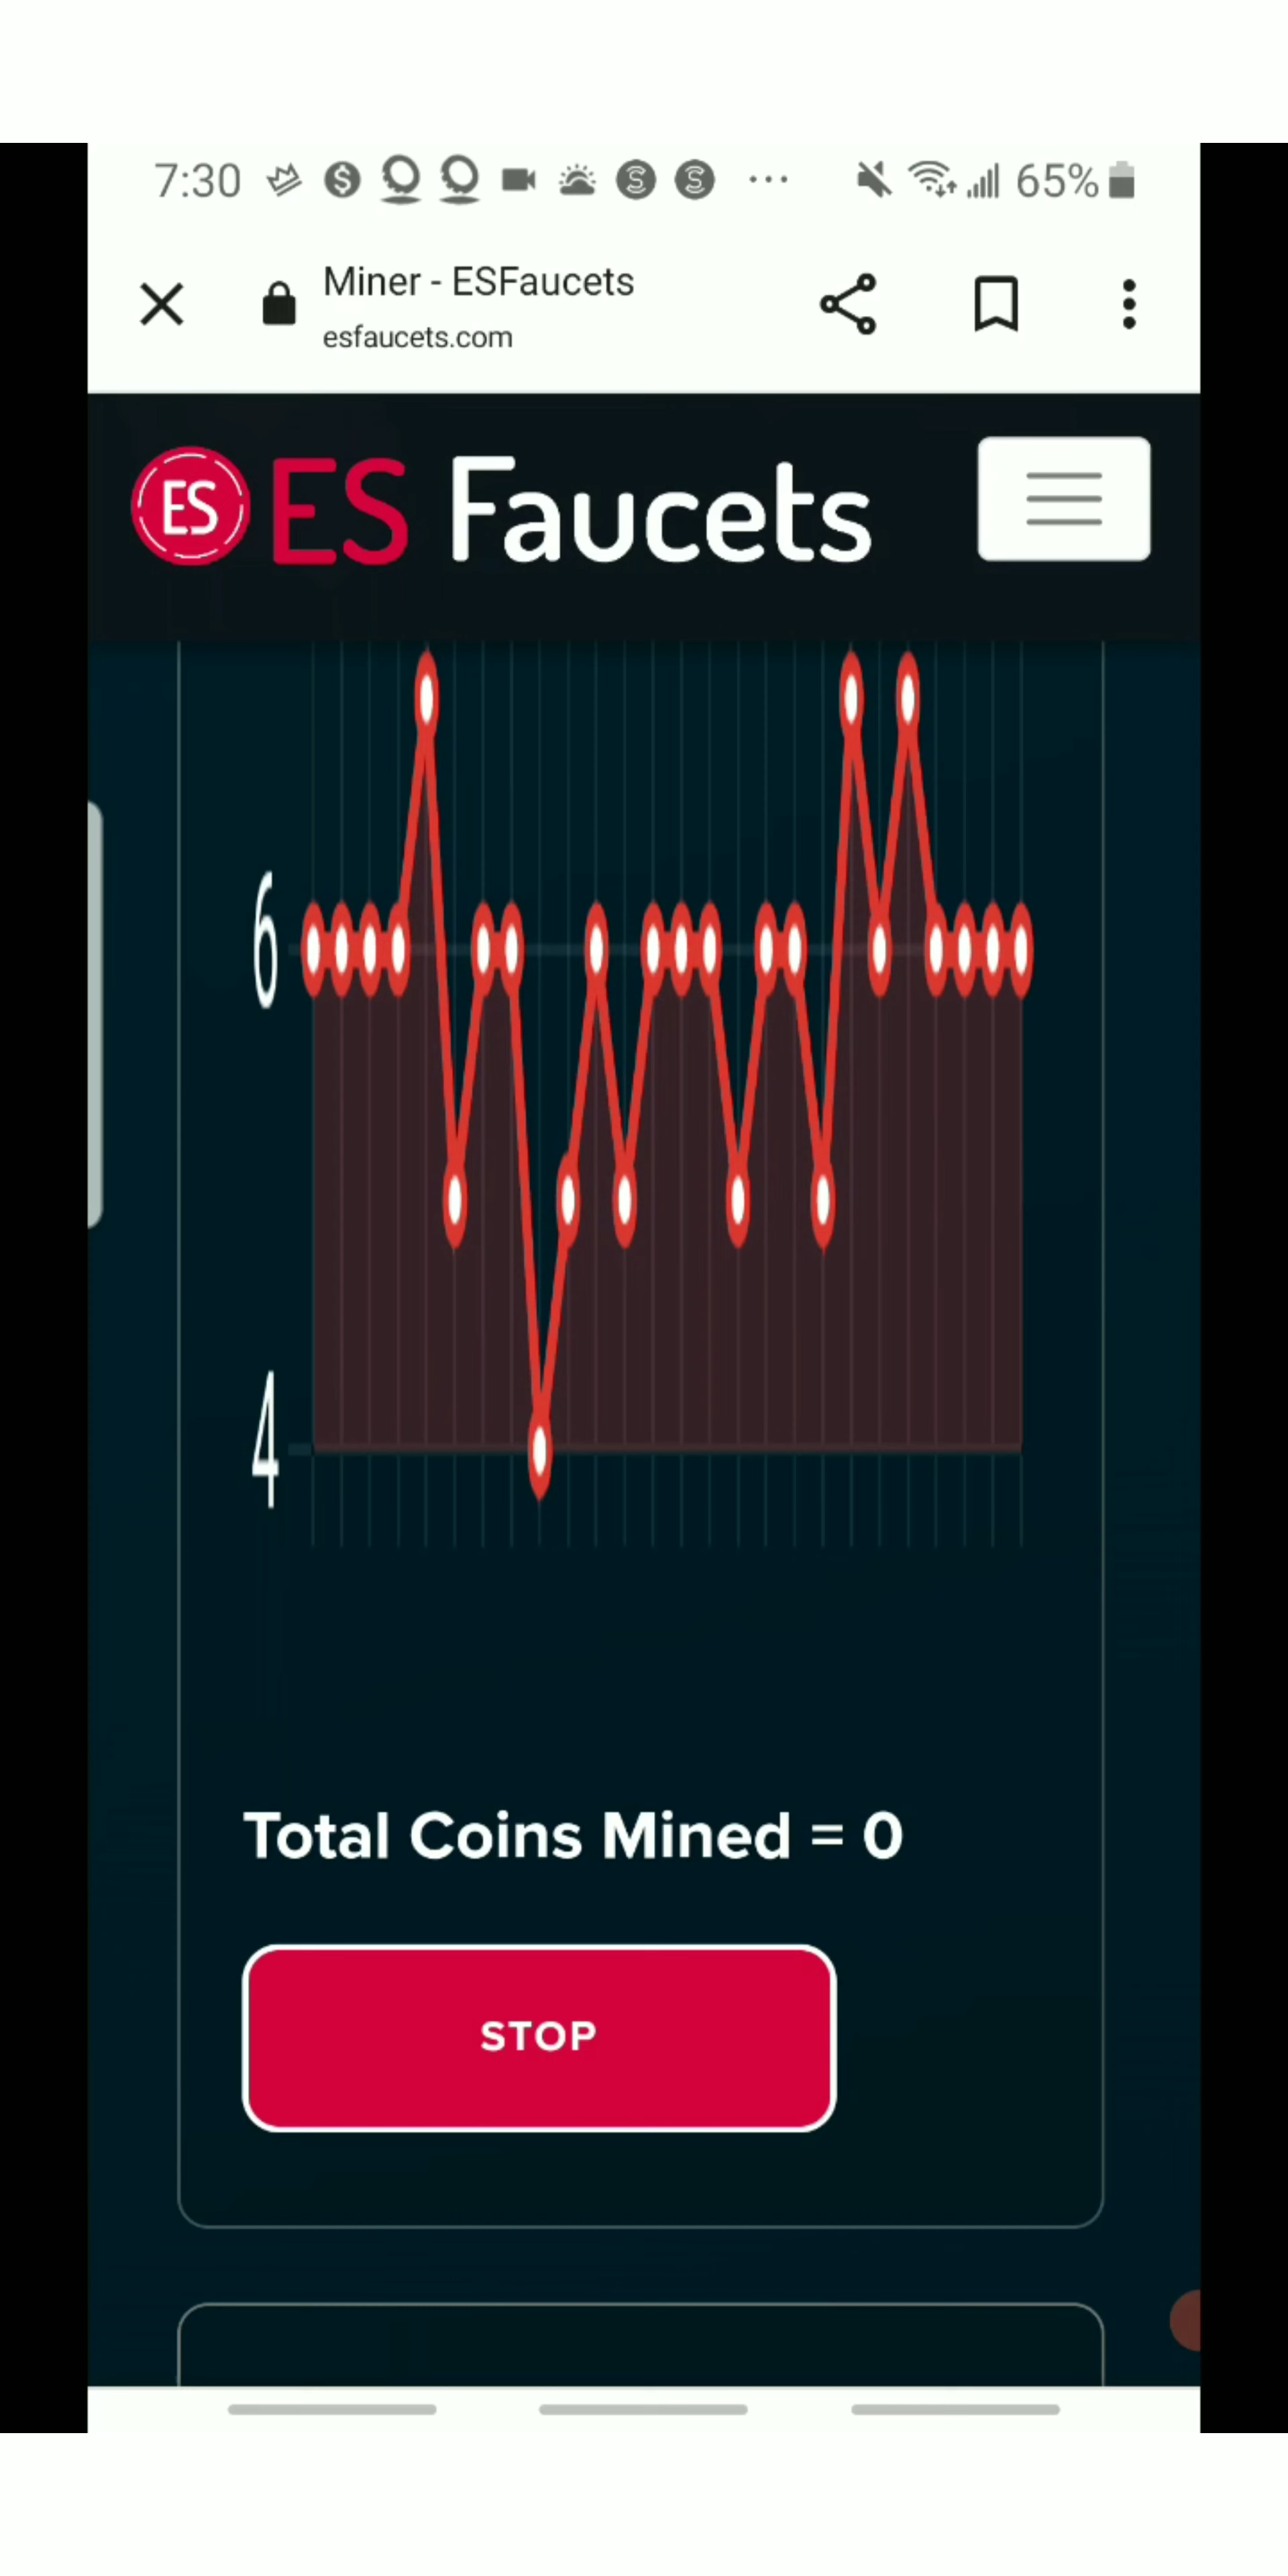 7:30
65%
Miner - ESFaucets
esfaucets.com
ES ES Faucets
6
4
Total Coins Mined = 0
STOP